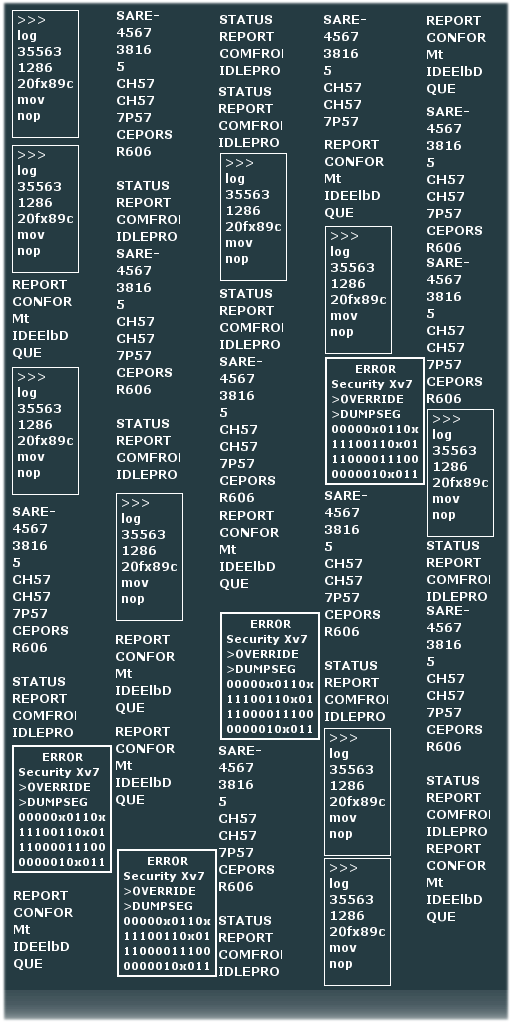 >>>
log
35563
1286
20fx89c
mov
nop
>>>
log
35563
1286
20fx89c
mov
nop
REPORT
CONFOR
Mt
IDEElbD
QUE
>>>
log
35563
1286
20fx89c
mov
nop
SARE-
4567
3816
5
CH57
CH57
7P57
CEPORS
R606
STATUS
REPORT
COMFROI
IDLEPRO
ERROR
Security Xv7
>OVERRIDE
>DUMPSEG
00000x0110x
11100110x01
11000011100
0000010x011
REPORT
CONFOR
Mt
IDEElbD
QUE
SARE-
4567
3816
5
CH57
CH57
7P57
CEPORS
R606
STATUS
REPORT
COMFROI
IDLEPRO
SARE-
4567
3816
5
CH57
CH57
7P57
CEPORS
R606
STATUS
REPORT
COMFROI
IDLEPRO
>>>
log
35563
1286
20fx89c
mov
nop
REPORT
CONFOR
Mt
IDEElbD
QUE
REPORT
CONFOR
Mt
IDEElbD
QUE
ERROR
Security Xv7
>OVERRIDE
>DUMPSEG
00000x0110x
11100110x01
11000011100
0000010x011
STATUS
REPORT
COMFROI
IDLEPRO
STATUS
REPORT
COMFROI
IDLEPRO
>>>
log
35563
1286
20fx89c
mov
nop
STATUS
REPORT
COMFROI
IDLEPRO
SARE-
4567
3816
5
CH57
CH57
7P57
CEPORS
R606
REPORT
CONFOR
Mt
IDEElbD
QUE
ERROR
Security Xv7
>OVERRIDE
>DUMPSEG
00000x0110x
11100110x01
11000011100
0000010x011
SARE-
4567
3816
5
CH57
CH57
7P57
CEPORS
R606
STATUS
REPORT
COMFROI
IDLEPRO
SARE-
4567
3816
5
CH57
CH57
7P57
REPORT
CONFOR
Mt
IDEElbD
QUE
>>>
log
35563
1286
20fx89c
mov
nop
ERROR
Security Xv7
>OVERRIDE
>DUMPSEG
00000x0110x
11100110x01
11000011100
0000010x011
SARE-
4567
3816
5
CH57
CH57
7P57
CEPORS
R606
STATUS
REPORT
COMFROI
IDLEPRO
>>>
log
35563
1286
20fx89c
mov
nop
>>>
log
35563
1286
20fx89c
mov
nop
REPORT
CONFOR
Mt
IDEElbD
QUE
SARE-
4567
3816
5
CH57
CH57
7P57
CEPORS
R606
SARE-
4567
3816
5
CH57
CH57
7P57
CEPORS
R606
>>>
log
35563
1286
20fx89c
mov
nop
STATUS
REPORT
COMFROI
IDLEPRO
SARE-
4567
3816
5
CH57
CH57
7P57
CEPORS
R606
STATUS
REPORT
COMFROI
IDLEPRO
REPORT
CONFOR
Mt
IDEElbD
QUE